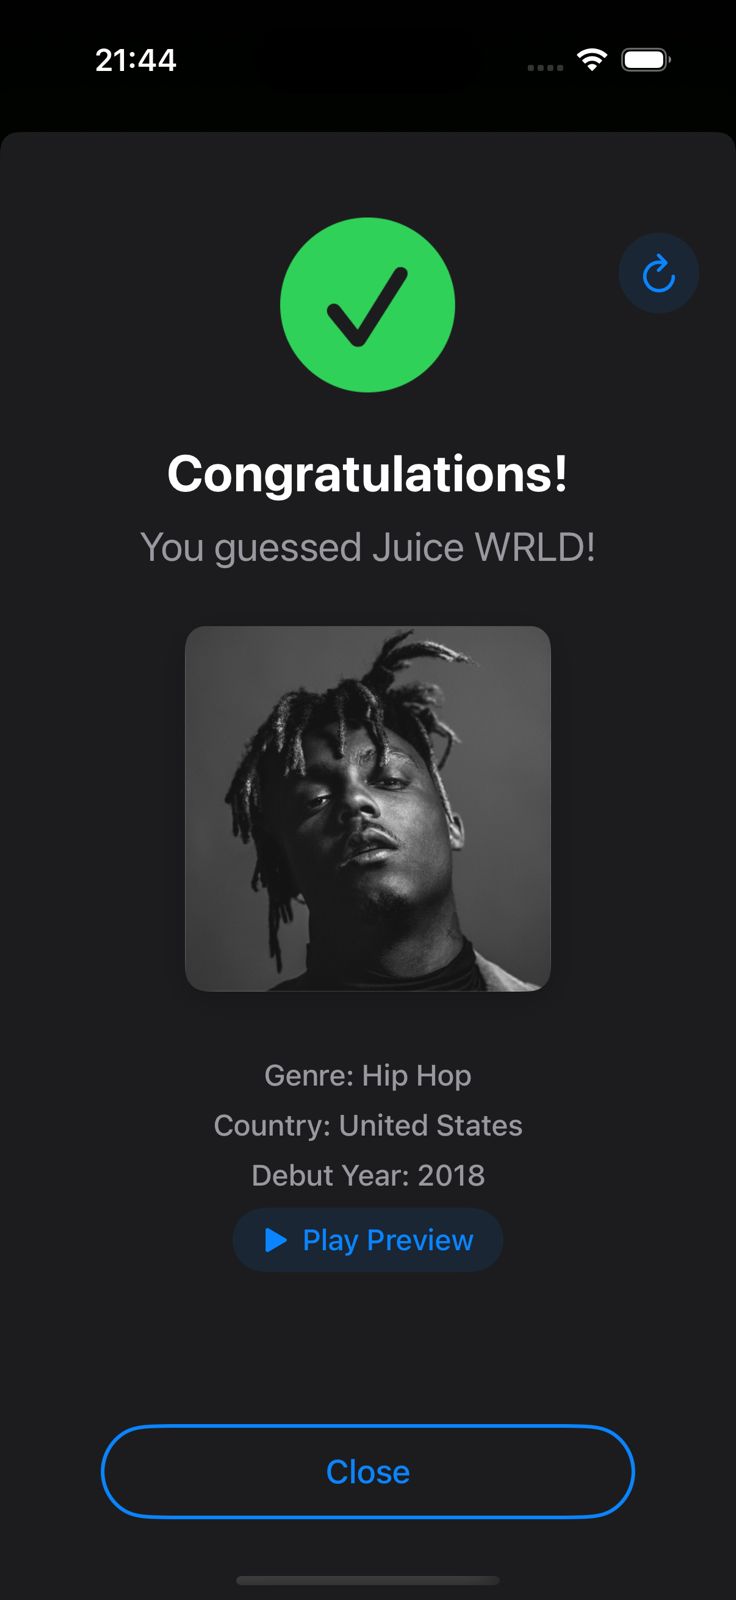 21:44
Congratulations!
You guessed Juice WRLD!
Genre: Hip Hop
Country: United States
Debut Year: 2018
Play Preview
Close